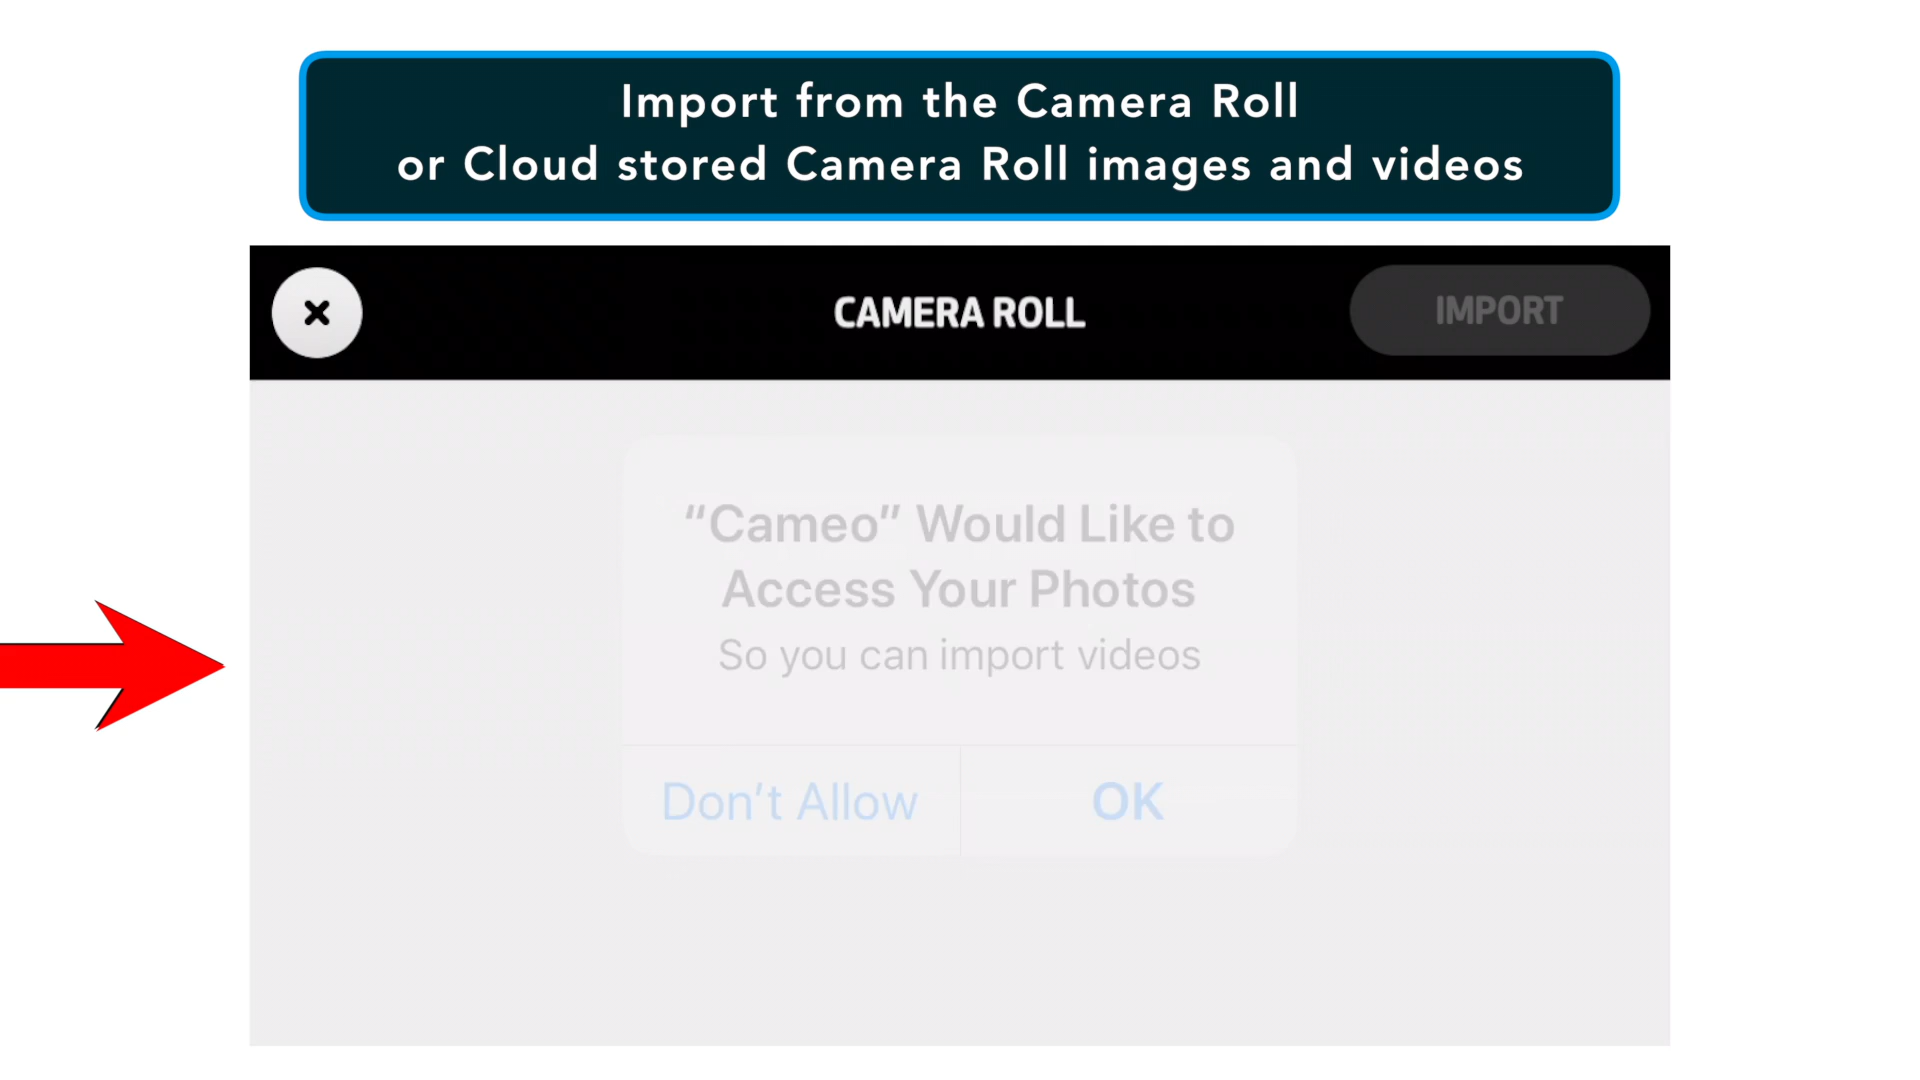 Import from the Camera Roll
or Cloud stored Camera Roll images and videos
CAMERA ROLL
IMPORT
“Cameo” Would Like to
Access Your Photos
So you can import videos
Don’t Allow
OK